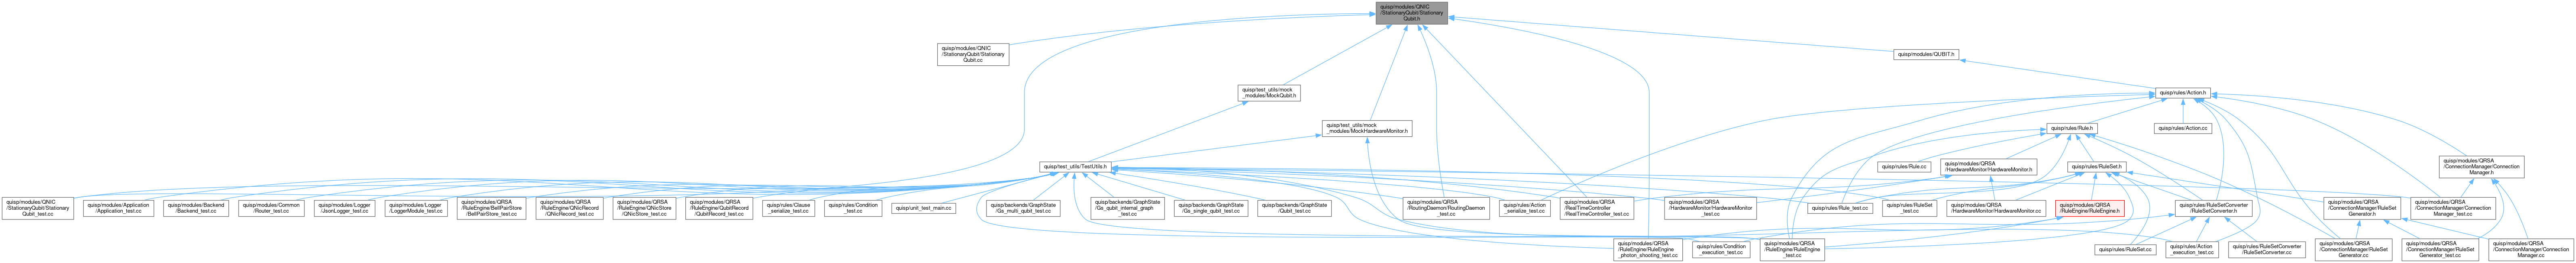 quisp/modules/QNIC
/StationaryQubit/Stationary
Qubit.h
quisp/modules/QNIC
/StationaryQubit/Stationary
Qubit.cc
quisp/modules/QUBIT.h
quisp/test_utils/mock
_modules/MockQubit.h
quisp/rules/Action.h
quisp/test_utils/mock
_modules/MockHardwareMonitor.h
quisp/rules/Rule.h
quisp/rules/Action.cc
quisp/test_utils/TestUtils.h
quisp/rules/Rule.cc
quisp/modules/QRSA
/HardwareMonitor/HardwareMonitor.h
quisp/rules/RuleSet.h
quisp/modules/QRSA
/ConnectionManager/Connection
Manager.h
quisp/modules/QNIC
/StationaryQubit/Stationary
Qubit_test.cc
quisp/modules/Application
/Application_test.cc
quisp/modules/Backend
/Backend_test.cc
quisp/modules/Common
/Router_test.cc
quisp/modules/Logger
/JsonLogger_test.cc
quisp/modules/Logger
/LoggerModule_test.cc
quisp/modules/QRSA
/RuleEngine/BellPairStore
/BellPairStore_test.cc
quisp/modules/QRSA
/RuleEngine/QNicRecord
/QNicRecord_test.cc
quisp/modules/QRSA
/RuleEngine/QNicStore
/QNicStore_test.cc
quisp/modules/QRSA
/RuleEngine/QubitRecord
/QubitRecord_test.cc
quisp/rules/Clause
_serialize_test.cc
quisp/rules/Condition
_test.cc
quisp/unit_test_main.cc
quisp/backends/GraphState
/Gs_multi_qubit_test.cc
quisp/backends/GraphState
/Gs_qubit_internal_graph
_test.cc
quisp/backends/GraphState
/Gs_single_qubit_test.cc
quisp/backends/GraphState
/Qubit_test.cc
quisp/modules/QRSA
/RoutingDaemon/RoutingDaemon
_test.cc
quisp/rules/Action
_serialize_test.cc
quisp/modules/QRSA
/RealTimeController
/RealTimeController_test.cc
quisp/modules/QRSA
/HardwareMonitor/HardwareMonitor
_test.cc
quisp/rules/Rule_test.cc
quisp/rules/RuleSet
_test.cc
quisp/modules/QRSA
/HardwareMonitor/HardwareMonitor.cc
quisp/modules/QRSA
/RuleEngine/RuleEngine.h
quisp/rules/RuleSetConverter
/RuleSetConverter.h
quisp/modules/QRSA
/ConnectionManager/RuleSet
Generator.h
quisp/modules/QRSA
/ConnectionManager/Connection
Manager_test.cc
quisp/modules/QRSA
/RuleEngine/RuleEngine
_photon_shooting_test.cc
quisp/rules/Condition
_execution_test.cc
quisp/modules/QRSA
/RuleEngine/RuleEngine
_test.cc
quisp/rules/RuleSet.cc
quisp/rules/Action
_execution_test.cc
quisp/rules/RuleSetConverter
/RuleSetConverter.cc
quisp/modules/QRSA
/ConnectionManager/RuleSet
Generator.cc
quisp/modules/QRSA
/ConnectionManager/RuleSet
Generator_test.cc
quisp/modules/QRSA
/ConnectionManager/Connection
Manager.cc